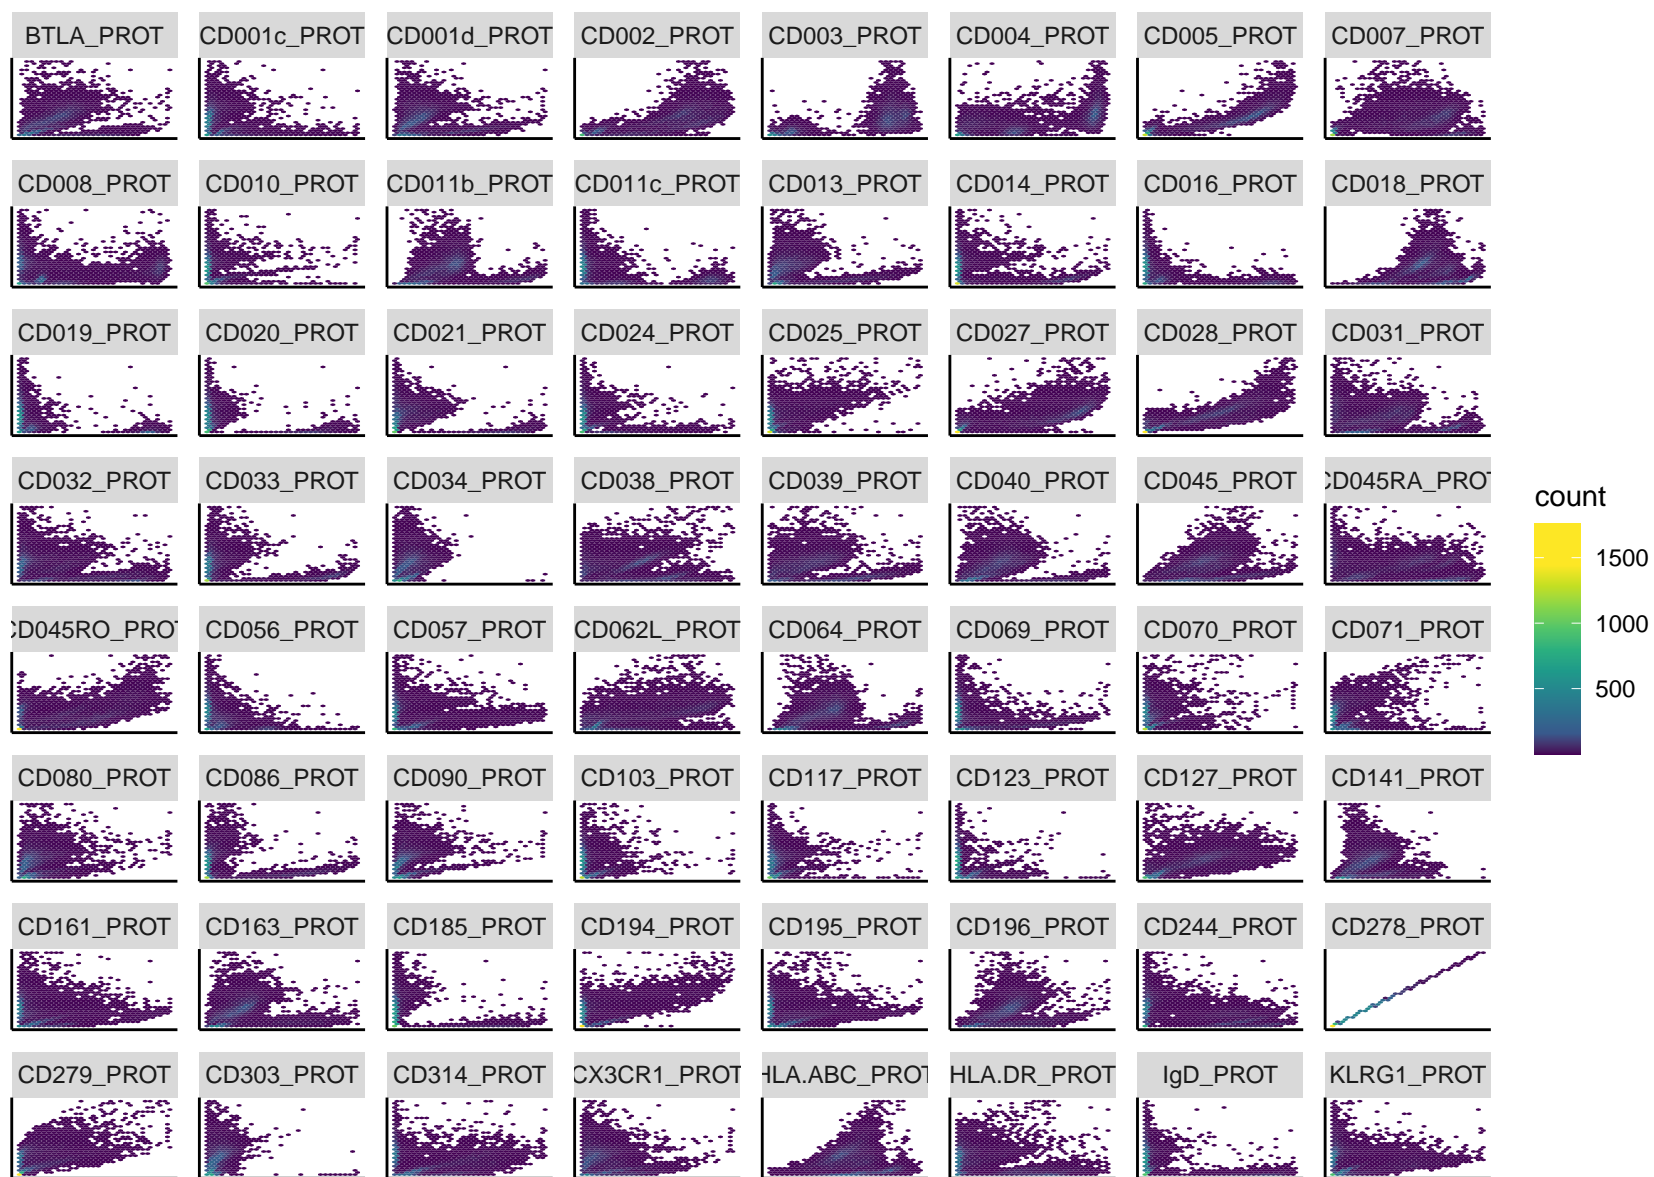 BTLA_PROT CD001c_PROT CD001d_PROT CD002_PROT CD003_PROT CD004_PROT CD005_PROT CD007_PROT
CD008_PROT CD010_PROT CD011b_PROT CD011c_PROT CD013_PROT CD014_PROT CD016_PROT CD018_PROT
CD019_PROT CD020_PROT CD021_PROT CD024_PROT CD025_PROT CD027_PROT CD028_PROT CD031_PROT
CD032_PROT CD033_PROT CD034_PROT CD038_PROT CD039_PROT CD040_PROT CD045_PROT CD045RA_PROT
count
1500
1000
500
CD045RO_PROT CD056_PROT CD057_PROT CD062L_PROT CD064_PROT CD069_PROT CD070_PROT CD071_PROT
CD080_PROT CD086_PROT CD090_PROT CD103_PROT CD117_PROT CD123_PROT CD127_PROT CD141_PROT
CD161_PROT CD163_PROT CD185_PROT CD194_PROT CD195_PROT CD196_PROT CD244_PROT CD278_PROT
CD279_PROT CD303_PROT CD314_PROT CX3CR1_PROT HLA.ABC_PROT HLA.DR_PROT IgD_PROT KLRG1_PROT